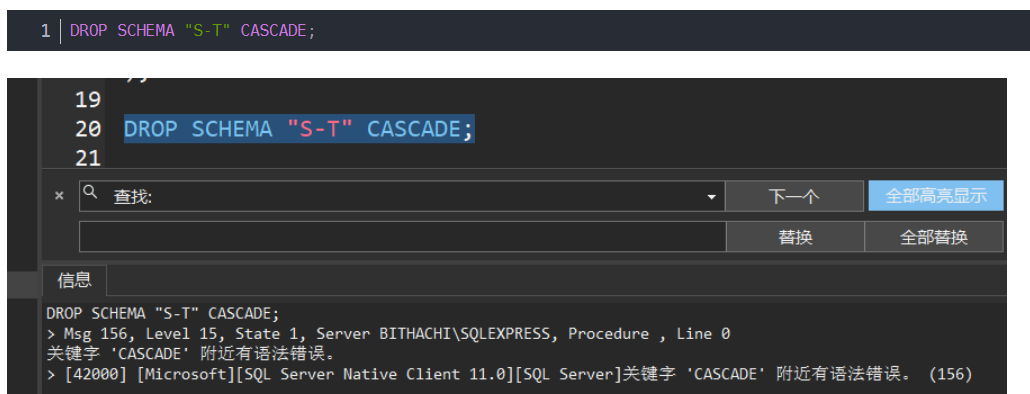 1 DROP SCHEMA "S-T" CASCADE;
19
20 DROP SCHEMA "S-T" CASCADE;
21
× 查找: 下一个 全部高亮显示
替换 全部替换
信息
DROP SCHEMA "S-T" CASCADE;
> Msg 156, Level 15, State 1, Server BITHACHI\SQLEXPRESS, Procedure , Line 0
关键字 'CASCADE' 附近有语法错误。
> [42000] [Microsoft][SQL Server Native Client 11.0][SQL Server]关键字 'CASCADE' 附近有语法错误。 (156)